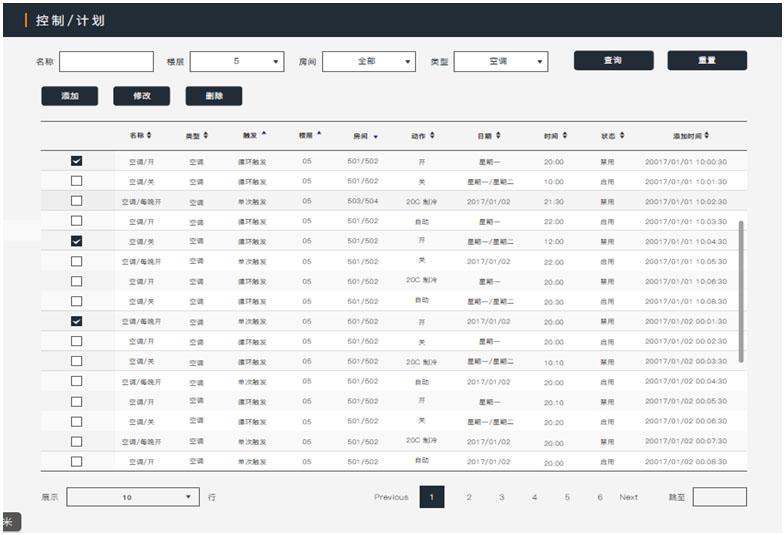 控制/计划
名称 楼层 5 房间 全部 类型 空调 查询 重置
添加 修改 删除
名称 类型 触发 楼层 房间 动作 日期 时间 状态 添加时间
空调/开 空调 循环触发 05 501/502 开 星期一 20:00 禁用 20017/01/01 10:00:30
空调/关 空调 循环触发 05 501/502 关 星期一/星期二 10:00 启用 20017/01/01 10:01:30
空调/每晚开 空调 单次触发 05 503/504 20C 制冷 2017/01/02 21:30 禁用 20017/01/01 10:02:30
空调/开 空调 循环触发 05 501/502 自动 星期一 22:00 启用 20017/01/01 10:03:30
空调/关 空调 循环触发 05 501/502 开 星期一/星期二 12:00 禁用 20017/01/01 10:04:30
空调/每晚开 空调 单次触发 05 501/502 关 2017/01/02 22:00 启用 20017/01/01 10:05:30
空调/开 空调 循环触发 05 501/502 20C 制冷 星期一 20:00 禁用 20017/01/01 10:06:30
空调/关 空调 循环触发 05 501/502 自动 星期一/星期二 20:30 启用 20017/01/01 10:08:30
空调/每晚开 空调 单次触发 05 501/502 开 2017/01/02 20:00 禁用 20017/01/02 00:01:30
空调/开 空调 循环触发 05 501/502 关 星期一 20:00 启用 20017/01/02 00:02:30
空调/关 空调 循环触发 05 501/502 20C 制冷 星期一/星期二 10:10 禁用 20017/01/02 00:03:30
空调/每晚开 空调 单次触发 05 501/502 自动 2017/01/02 20:00 启用 20017/01/02 00:04:30
空调/开 空调 循环触发 05 501/502 开 星期一 20:10 禁用 20017/01/02 00:05:30
空调/关 空调 循环触发 05 501/502 关 星期一/星期二 20:20 启用 20017/01/02 00:06:30
空调/每晚开 空调 单次触发 05 501/502 20C 制冷 2017/01/02 20:00 禁用 20017/01/02 00:07:30
空调/开 空调 循环触发 05 501/502 自动 2017/01/02 20:00 启用 20017/01/02 00:08:30
展示 10 行 Previous 1 2 3 4 5 6 Next 跳至
米